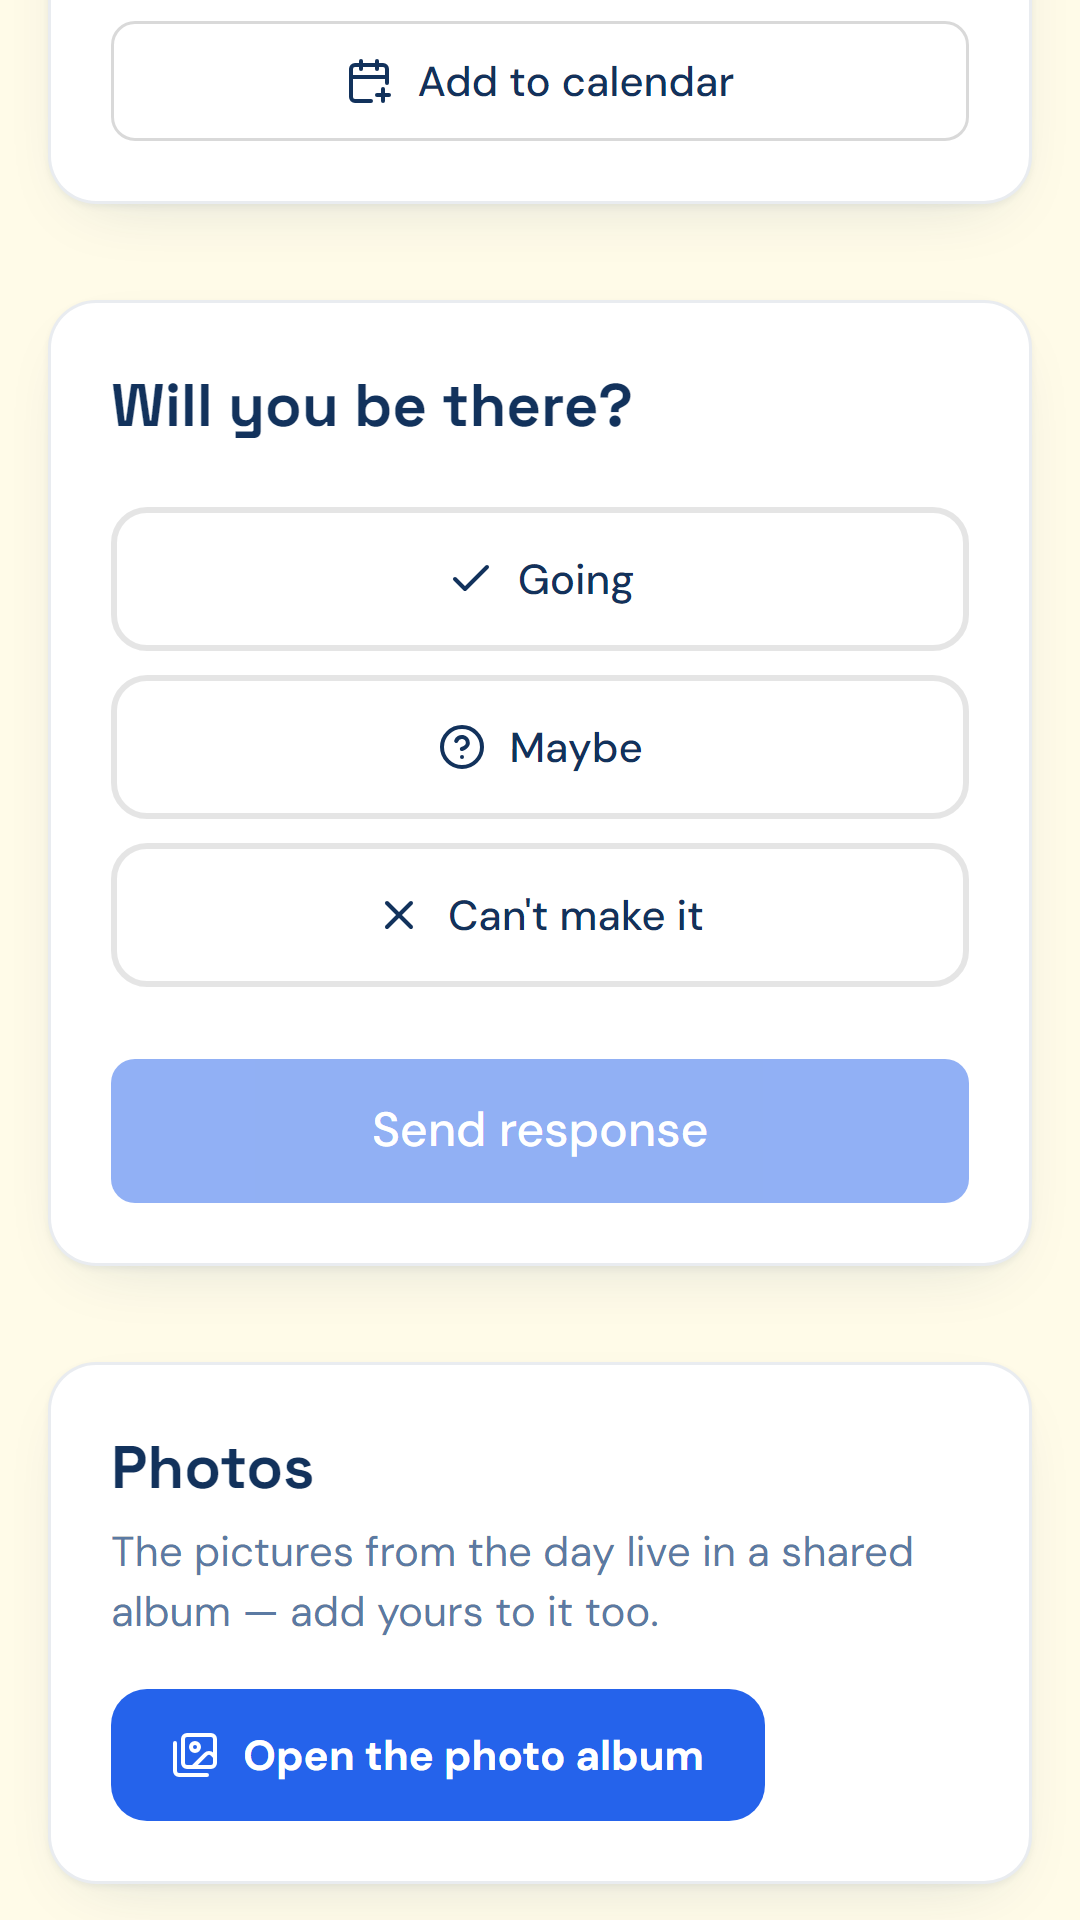 Add to calendar
Will you be there?
Going
Maybe
Can't make it
Send response
Photos
The pictures from the day live in a shared
album — add yours to it too.
Open the photo album